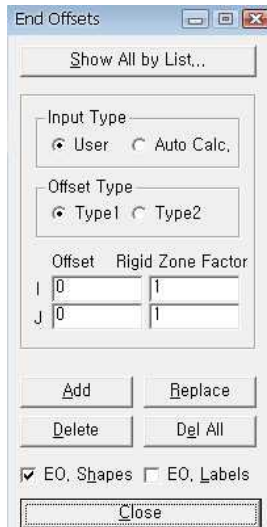 End Offsets
Show All by List...
Input Type
User Auto Calc.
Offset Type
Type1 Type2
Offset Rigid Zone Factor
I 0 1
J 0 1
Add Replace
Delete Del All
EO. Shapes EO. Labels
Close